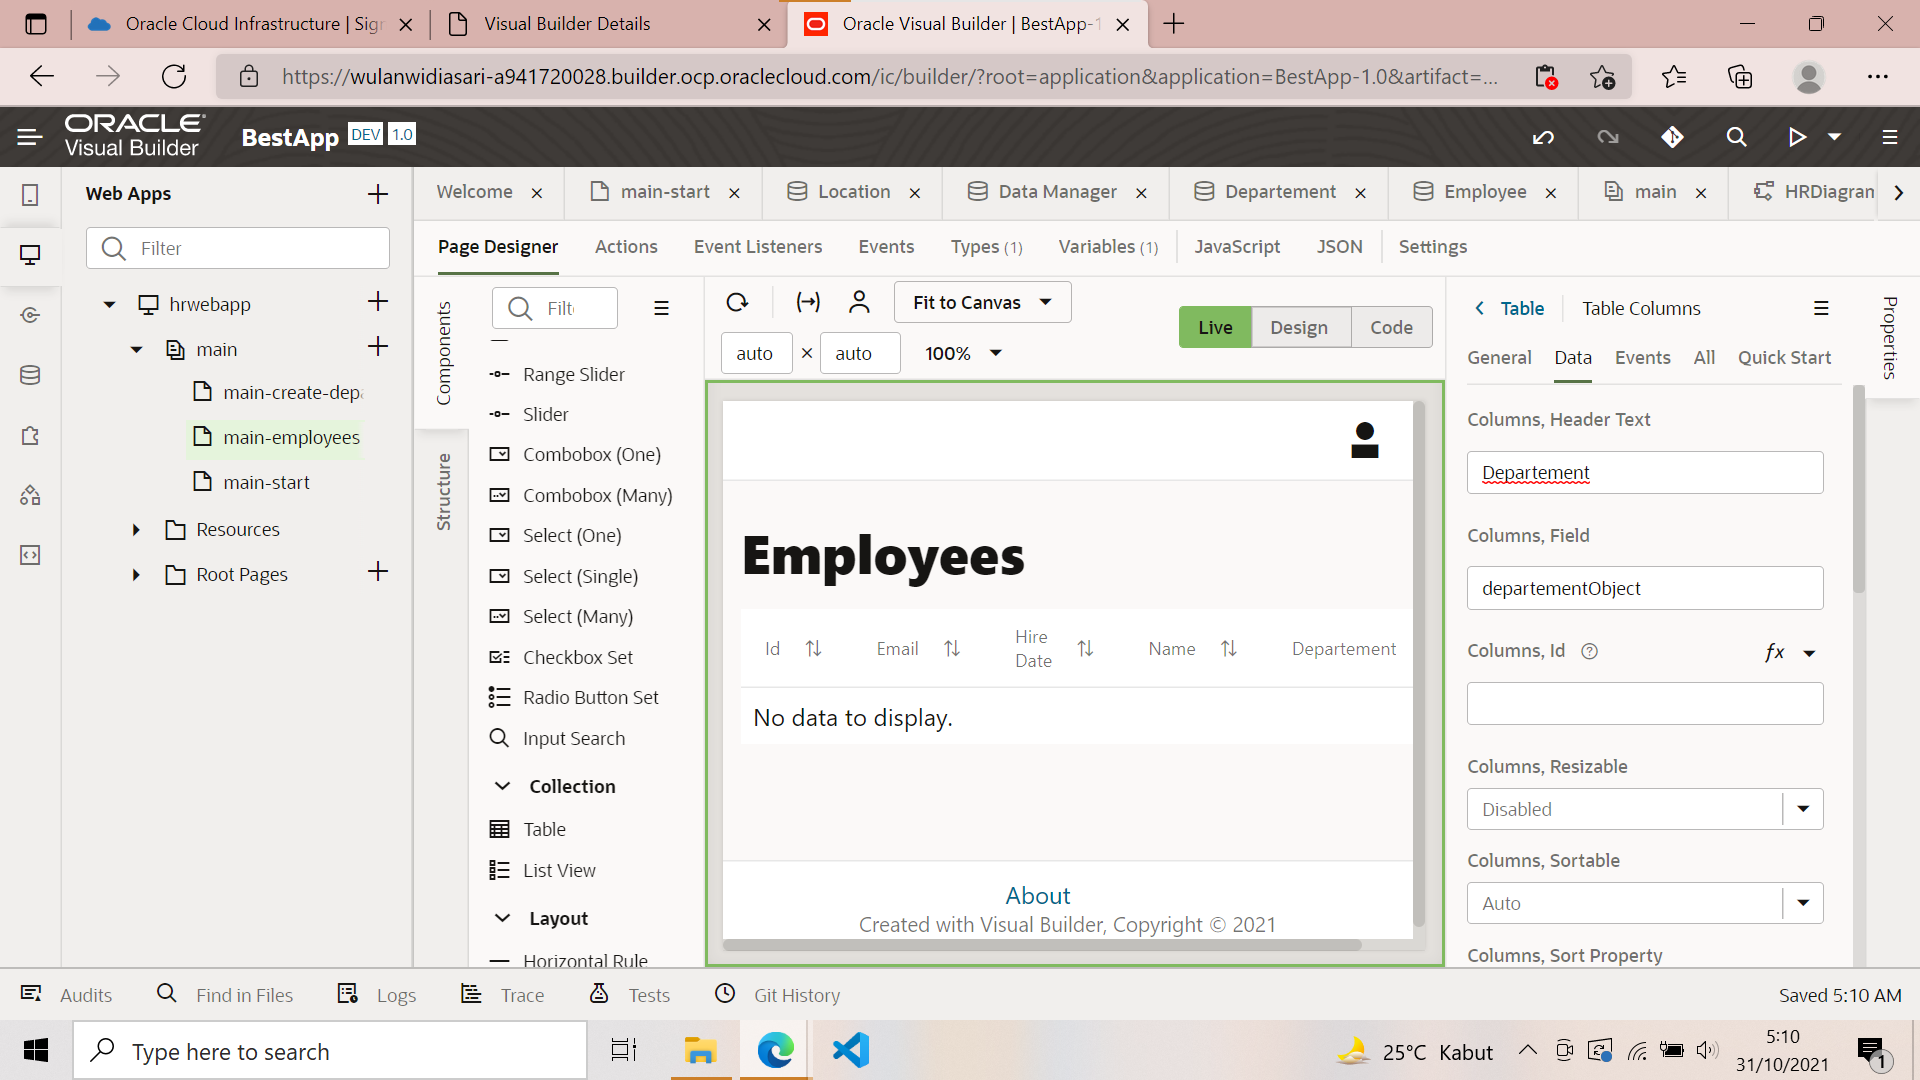 Oracle Cloud Infrastructure | Sign
Visual Builder Details
Oracle Visual Builder | BestApp-1
https://wulanwidiasari-a941720028.builder.ocp.oraclecloud.com/ic/builder/?root=application&application=BestApp-1.0&artifact=...
ORACLE
Visual Builder
BestApp DEV 1.0
Web Apps
Filter
hrwebapp
main
main-create-depa
main-employees
main-start
Resources
Root Pages
Welcome
main-start
Location
Data Manager
Departement
Employee
main
HRDiagram
Page Designer
Actions
Event Listeners
Events
Types (1)
Variables (1)
JavaScript
JSON
Settings
Components
Structure
Filt
Range Slider
Slider
Combobox (One)
Combobox (Many)
Select (One)
Select (Single)
Select (Many)
Checkbox Set
Radio Button Set
Input Search
Collection
Table
List View
Layout
Horizontal Rule
Fit to Canvas
auto × auto 100%
Live Design Code
Employees
Id Email Hire Date Name Departement
No data to display.
About
Created with Visual Builder, Copyright © 2021
Table
Table Columns
Properties
General Data Events All Quick Start
Columns, Header Text
Departement
Columns, Field
departementObject
Columns, Id
fx
Columns, Resizable
Disabled
Columns, Sortable
Auto
Columns, Sort Property
Audits
Find in Files
Logs
Trace
Tests
Git History
Saved 5:10 AM
Type here to search
25°C Kabut
5:10
31/10/2021
1